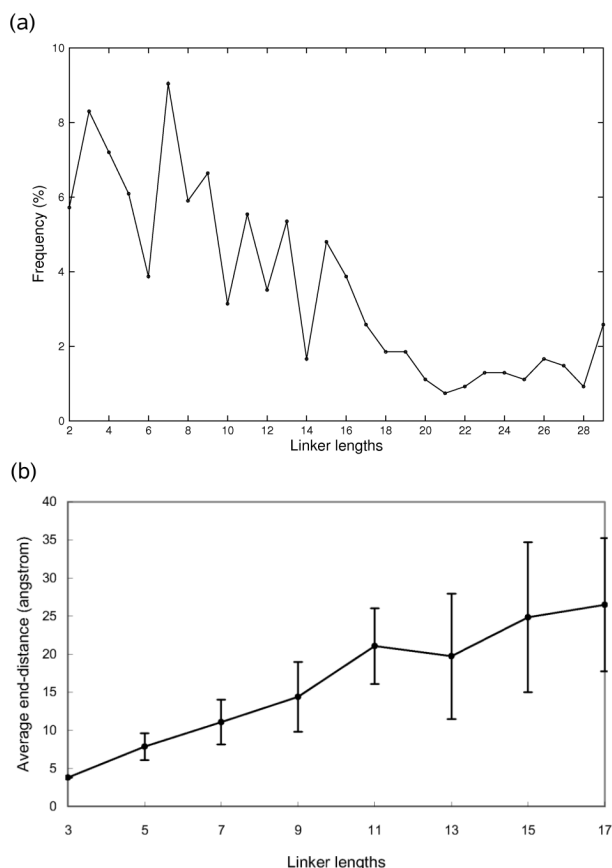 (a)
10
8
6
4
2
0
Frequency (%)
2 4 6 8 10 12 14 16 18 20 22 24 26 28
Linker lengths
(b)
40
35
30
25
20
15
10
5
0
Average end-distance (angstrom)
3 5 7 9 11 13 15 17
Linker lengths